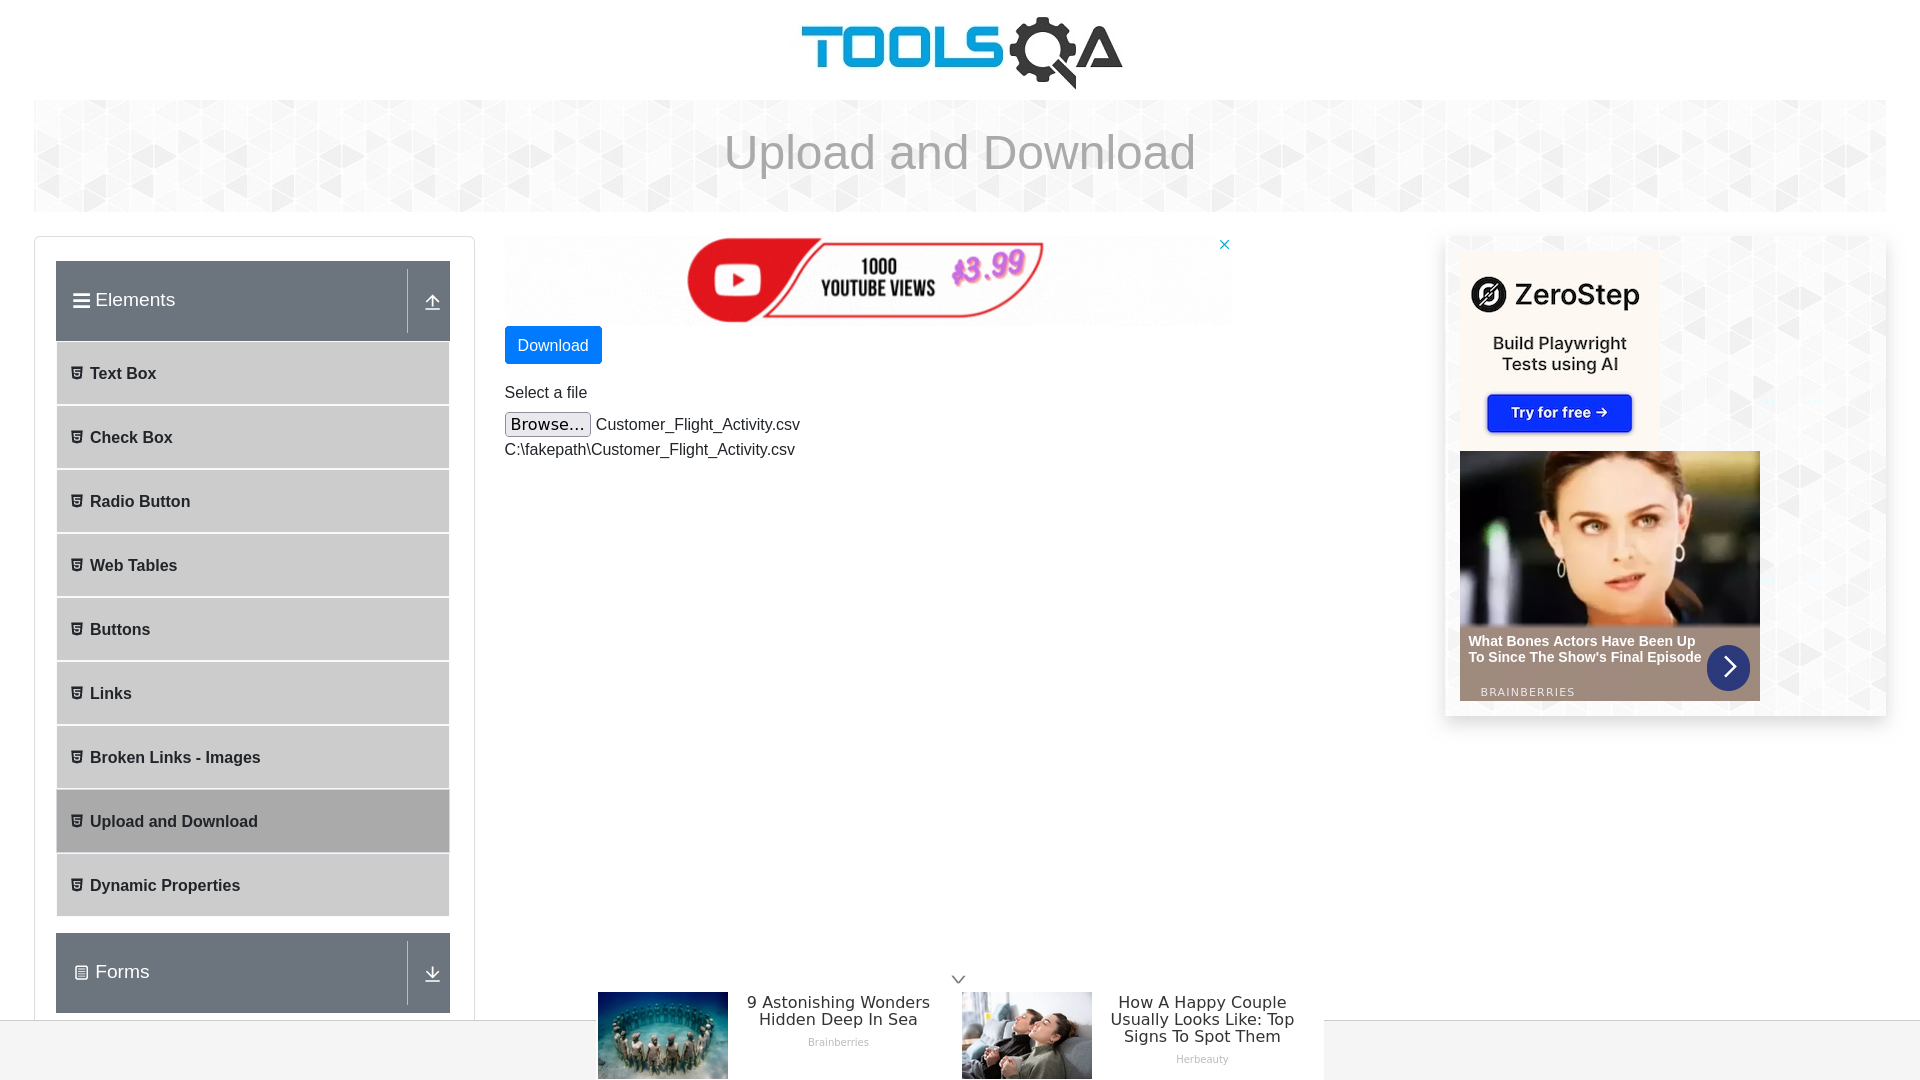 TOOLSQA
Upload and Download
Elements
Text Box
Check Box
Radio Button
Web Tables
Buttons
Links
Broken Links - Images
Upload and Download
Dynamic Properties
Forms
1000
YOUTUBE VIEWS
$3.99
Download
Select a file
Browse... Customer_Flight_Activity.csv
C:\fakepath\Customer_Flight_Activity.csv
ZeroStep
Build Playwright
Tests using AI
Try for free →
What Bones Actors Have Been Up
To Since The Show's Final Episode
BRAINBERRIES
9 Astonishing Wonders
Hidden Deep In Sea
Brainberries
How A Happy Couple
Usually Looks Like: Top
Signs To Spot Them
Herbeauty